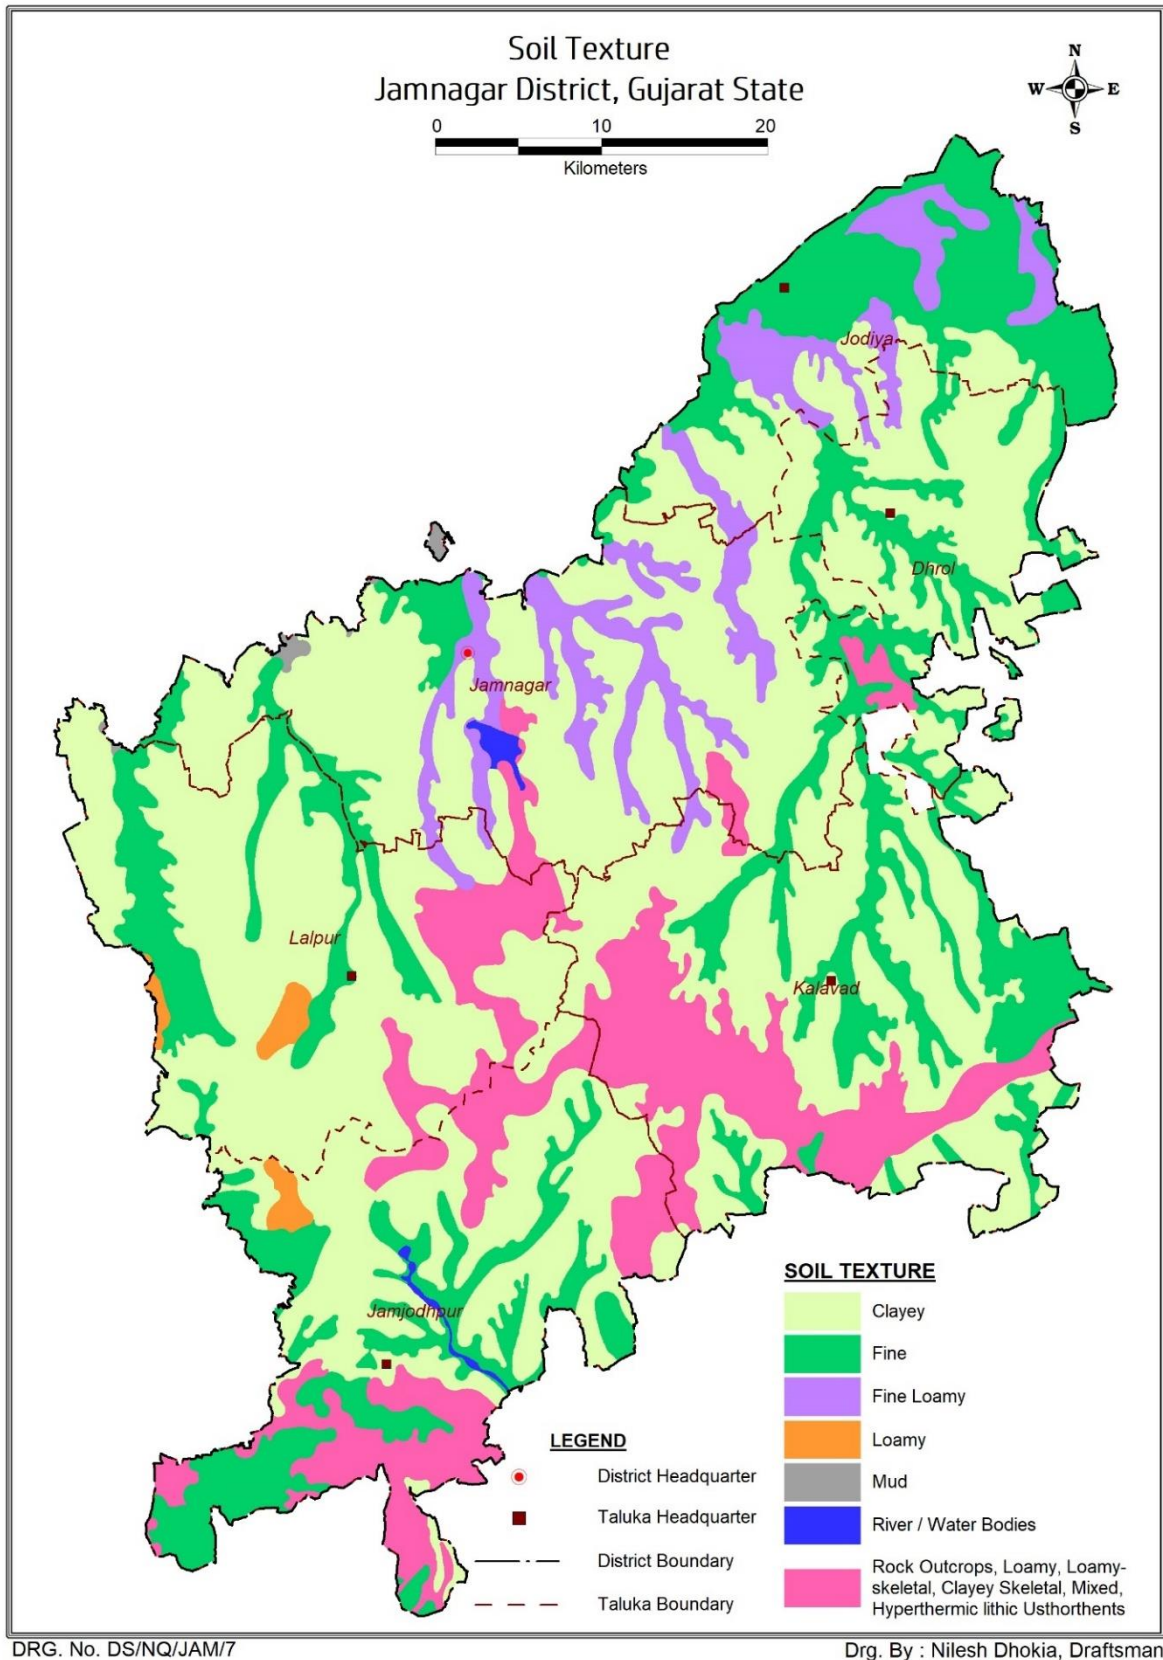 Soil Texture
Jamnagar District, Gujarat State
N
W E
S
0 10 20
Kilometers
Jodiya
Dhrol
Jamnagar
Lalpur
Kalavad
Jamjodhpur
SOIL TEXTURE
Clayey
Fine
Fine Loamy
Loamy
Mud
River / Water Bodies
Rock Outcrops, Loamy, Loamy-
skeletal, Clayey Skeletal, Mixed,
Hyperthermic lithic Usthorthents
LEGEND
District Headquarter
Taluka Headquarter
District Boundary
Taluka Boundary
DRG. No. DS/NQ/JAM/7
Drg. By : Nilesh Dhokia, Draftsman